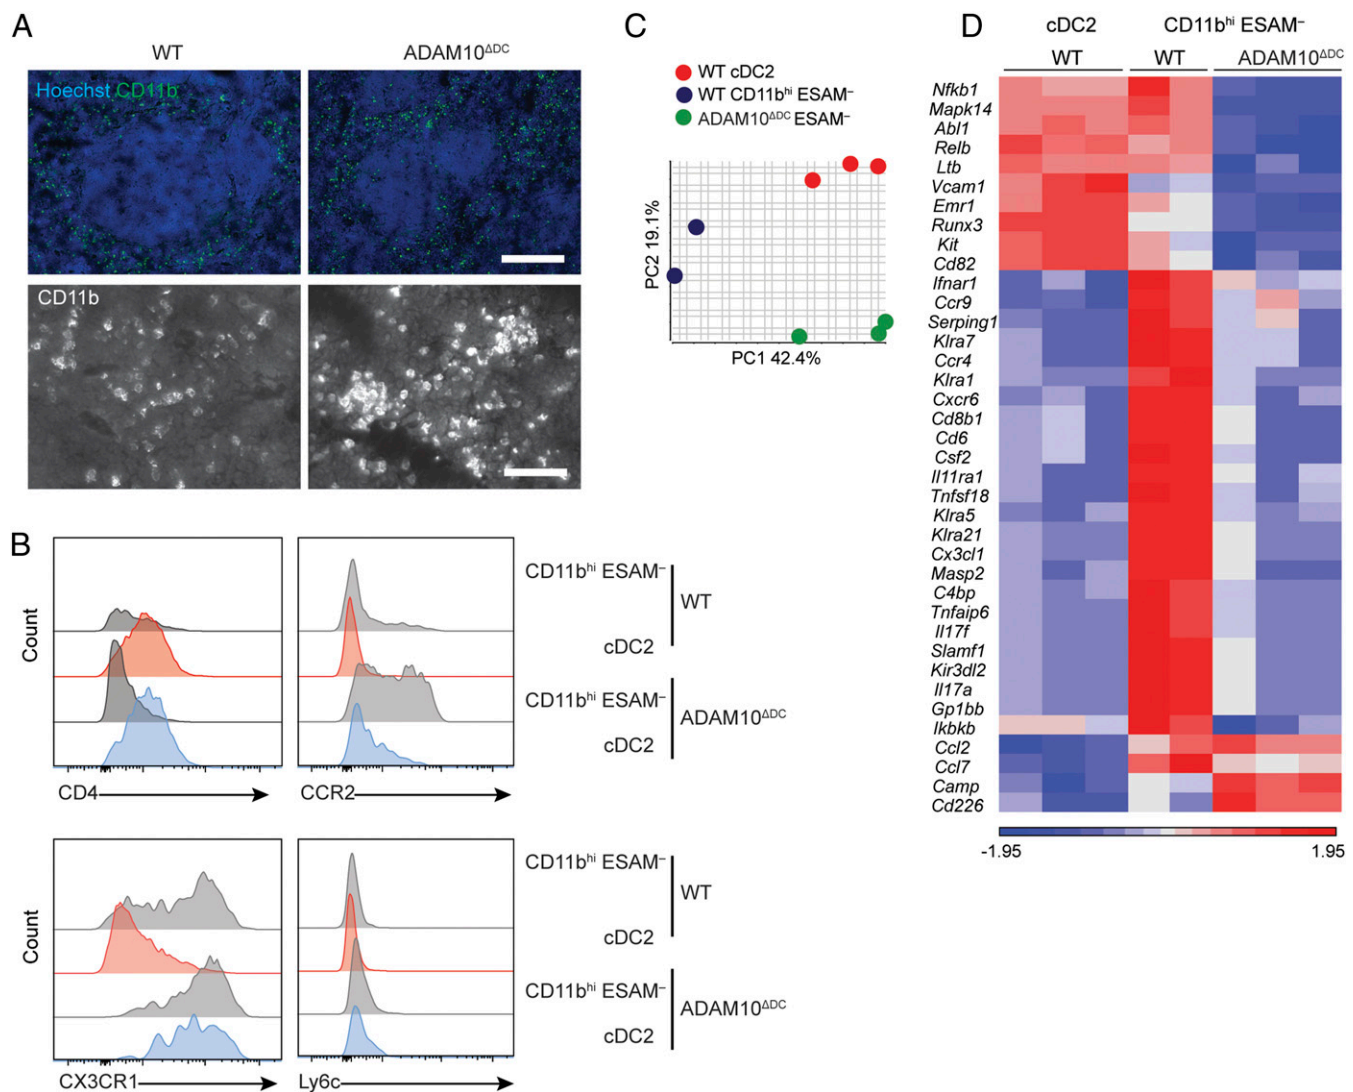 A
WT
ADAM10ΔDC
Hoechst CD11b
CD11b
B
Count
CD4
CCR2
CD11bhi ESAM–
WT
cDC2
CD11bhi ESAM–
ADAM10ΔDC
cDC2
Count
CX3CR1
Ly6c
CD11bhi ESAM–
WT
cDC2
CD11bhi ESAM–
ADAM10ΔDC
cDC2
C
WT cDC2
WT CD11bhi ESAM–
ADAM10ΔDC ESAM–
PC2 19.1%
PC1 42.4%
D
cDC2
CD11bhi ESAM–
WT
WT
ADAM10ΔDC
Nfkb1
Mapk14
Abl1
Relb
Ltb
Vcam1
Emr1
Runx3
Kit
Cd82
Ifnar1
Ccr9
Serping1
Klra7
Ccr4
Klra1
Cxcr6
Cd8b1
Cd6
Csf2
Il11ra1
Tnfsf18
Klra5
Klra21
Cx3cl1
Masp2
C4bp
Tnfaip6
Il17f
Slamf1
Kir3dl2
Il17a
Gp1bb
Ikbkb
Ccl2
Ccl7
Camp
Cd226
-1.95
1.95